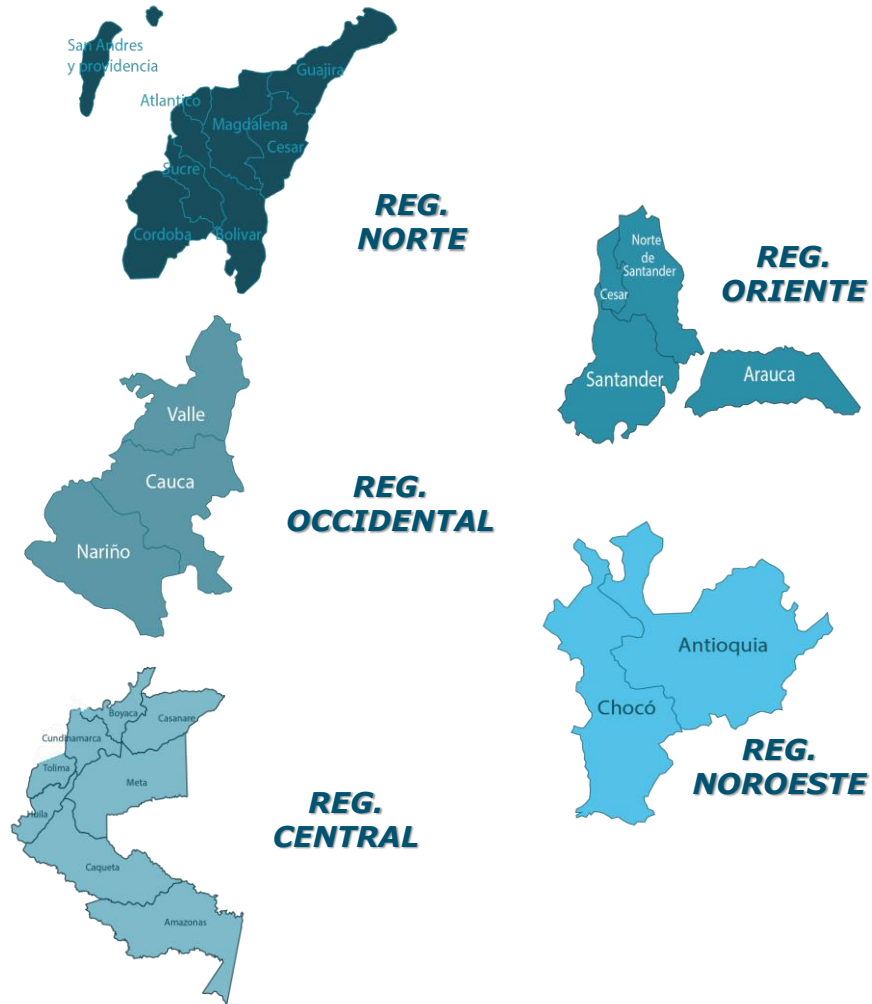 San Andres
y providencia
Guajira
Atlantico
Magdalena
Cesar
Sucre
Cordoba
Bolivar
REG.
NORTE
Norte
de
Santander
Cesar
Santander
Arauca
REG.
ORIENTE
Valle
Cauca
Nariño
REG.
OCCIDENTAL
Antioquia
Chocó
REG.
NOROESTE
Boyaca
Casanare
Cundinamarca
Tolima
Meta
Huila
Caqueta
Amazonas
REG.
CENTRAL